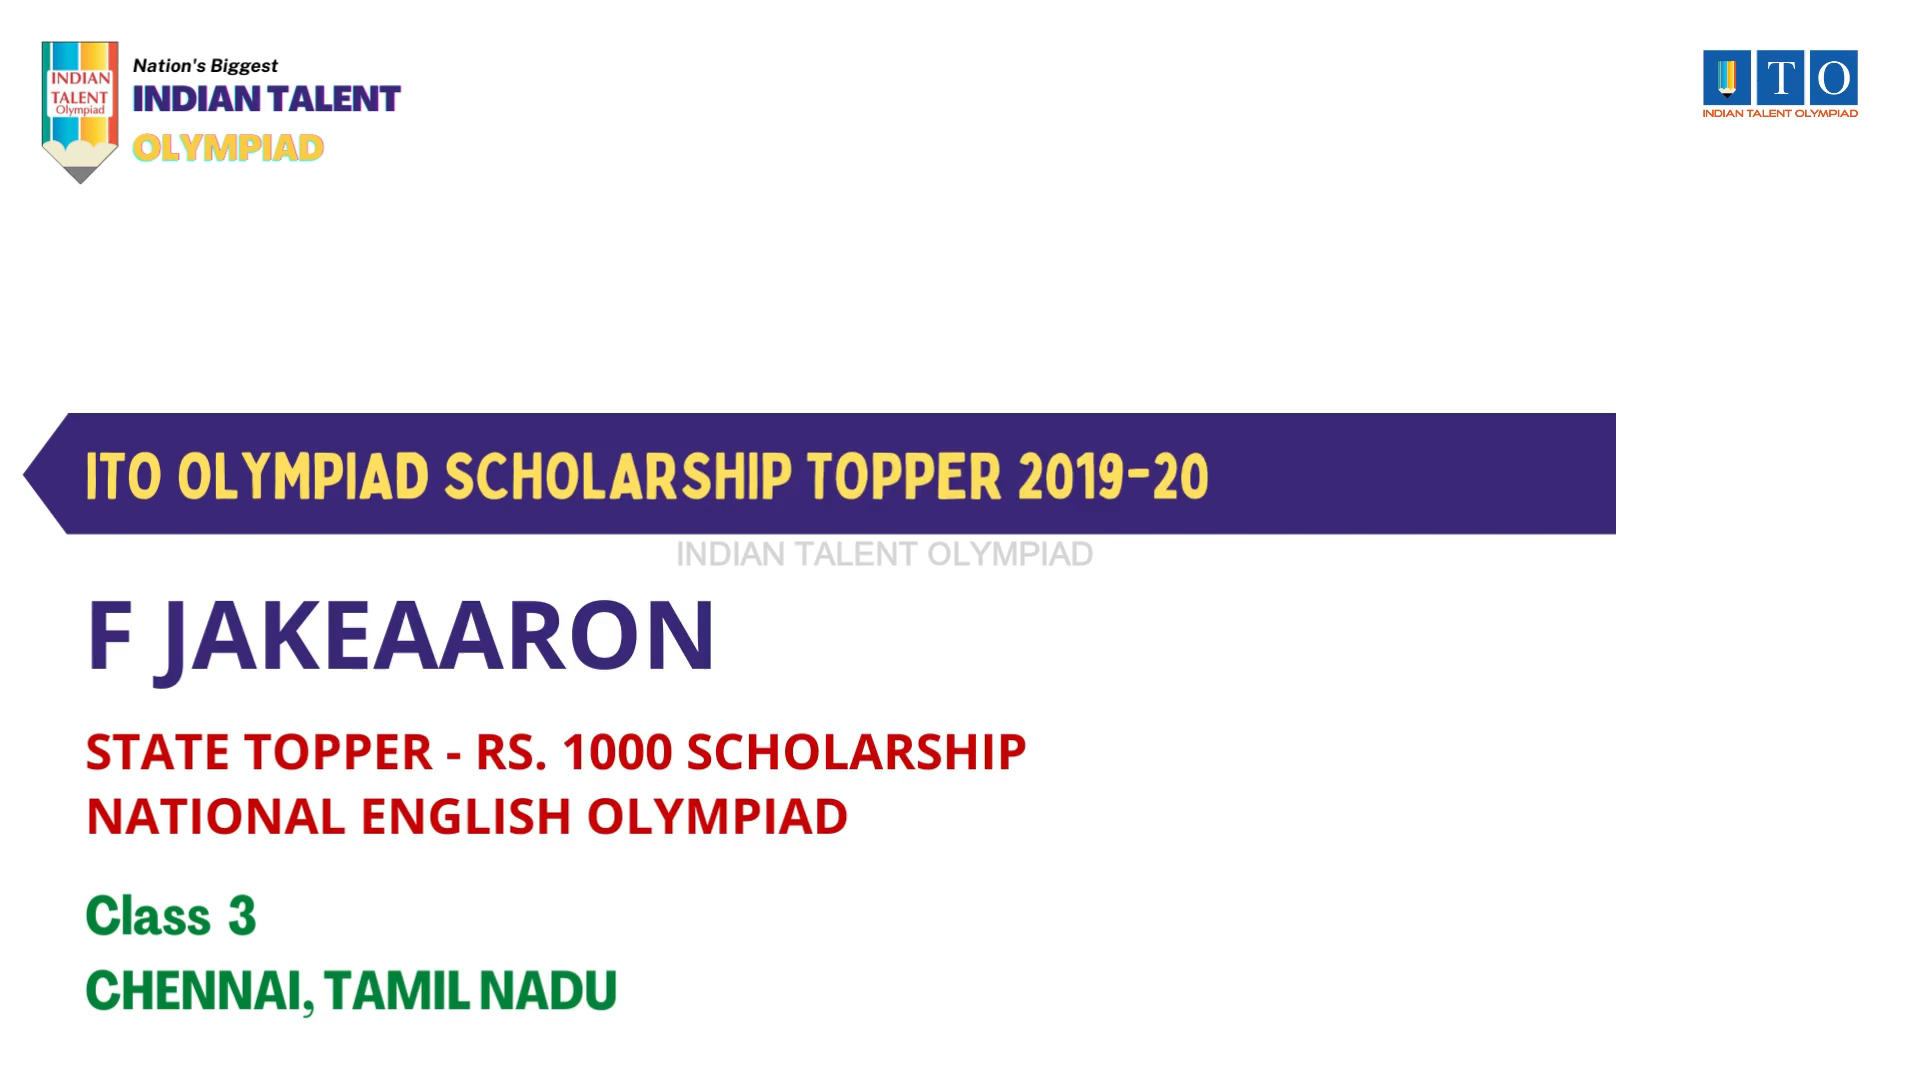 INDIAN
TALENT
Olympiad
Nation's Biggest
INDIAN TALENT
OLYMPIAD
TO
INDIAN TALENT OLYMPIAD
ITO OLYMPIAD SCHOLARSHIP TOPPER 2019-20
INDIAN TALENT OLYMPIAD
F JAKEAARON
STATE TOPPER - RS. 1000 SCHOLARSHIP
NATIONAL ENGLISH OLYMPIAD
Class 3
CHENNAI, TAMIL NADU